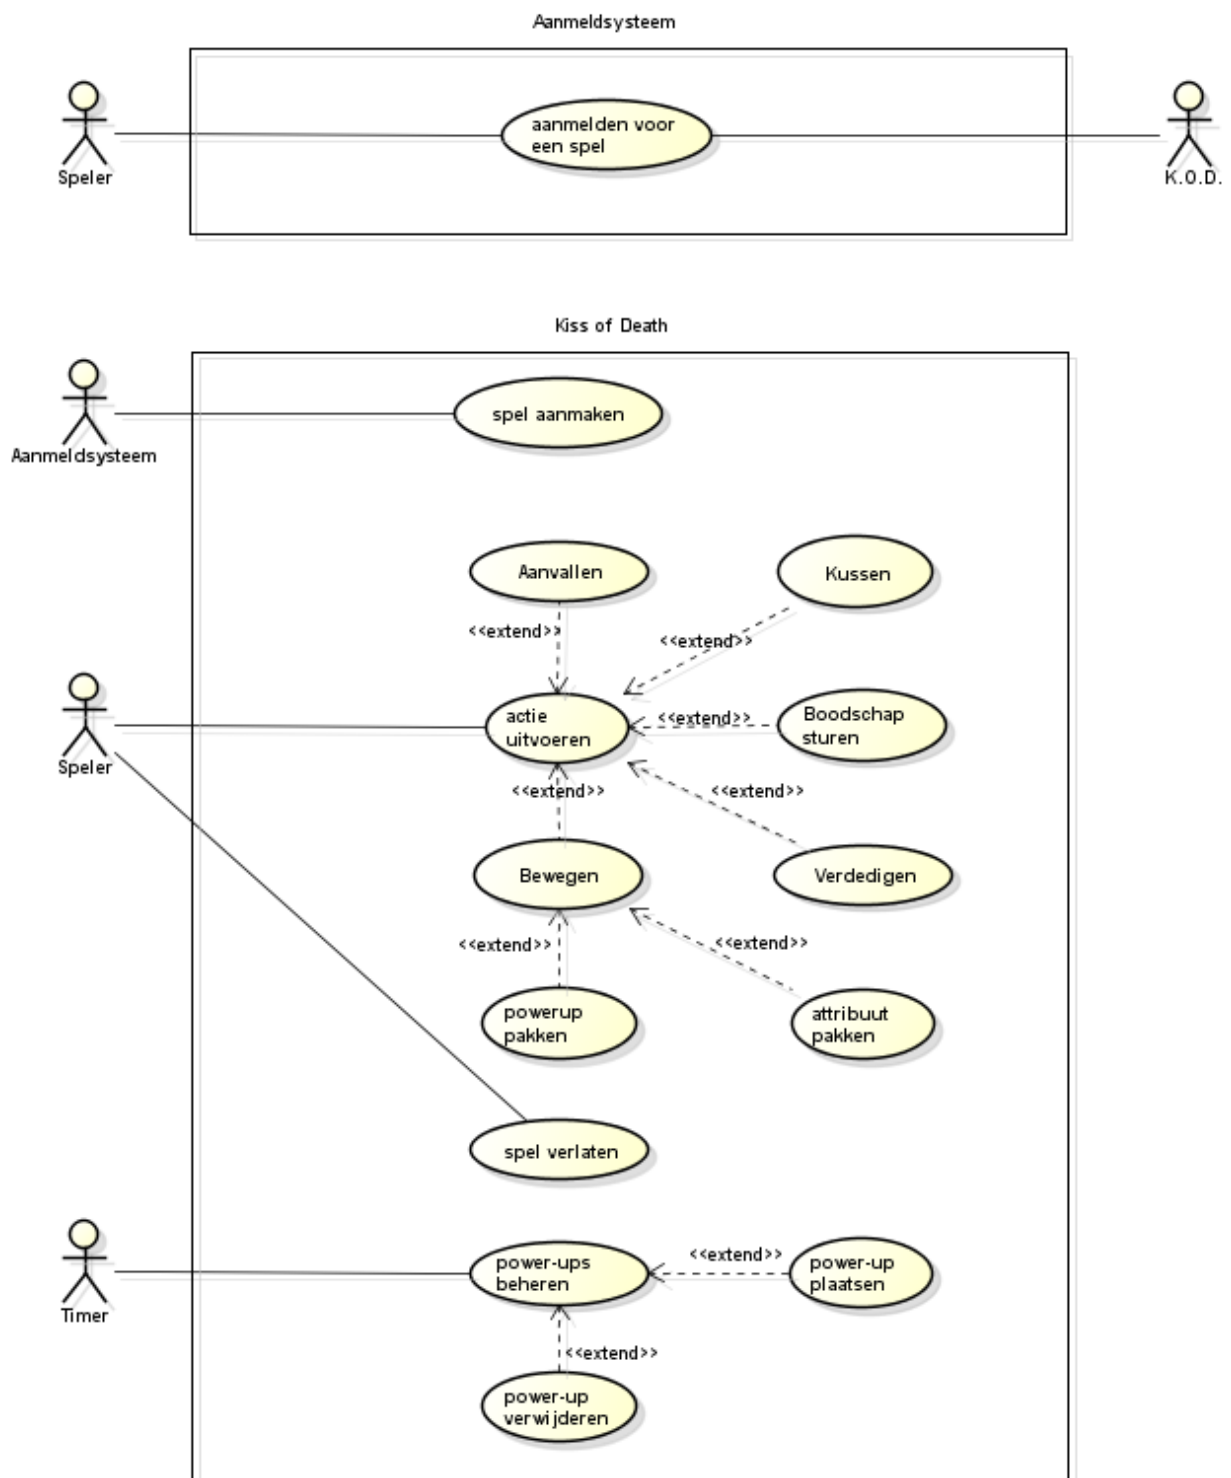 Aanmeldsysteem
aanmelden voor
een spel
Speler
K.O.D.
Kiss of Death
spel aanmaken
Aanmeldsysteem
Aanvallen
Kussen
<<extend>>
<<extend>>
actie
uitvoeren
<<extend>>
Boodschap
sturen
Speler
<<extend>>
<<extend>>
Bewegen
Verdedigen
<<extend>>
<<extend>>
powerup
pakken
attribuut
pakken
spel verlaten
power-ups
beheren
<<extend>>
power-up
plaatsen
Timer
<<extend>>
power-up
verwijderen